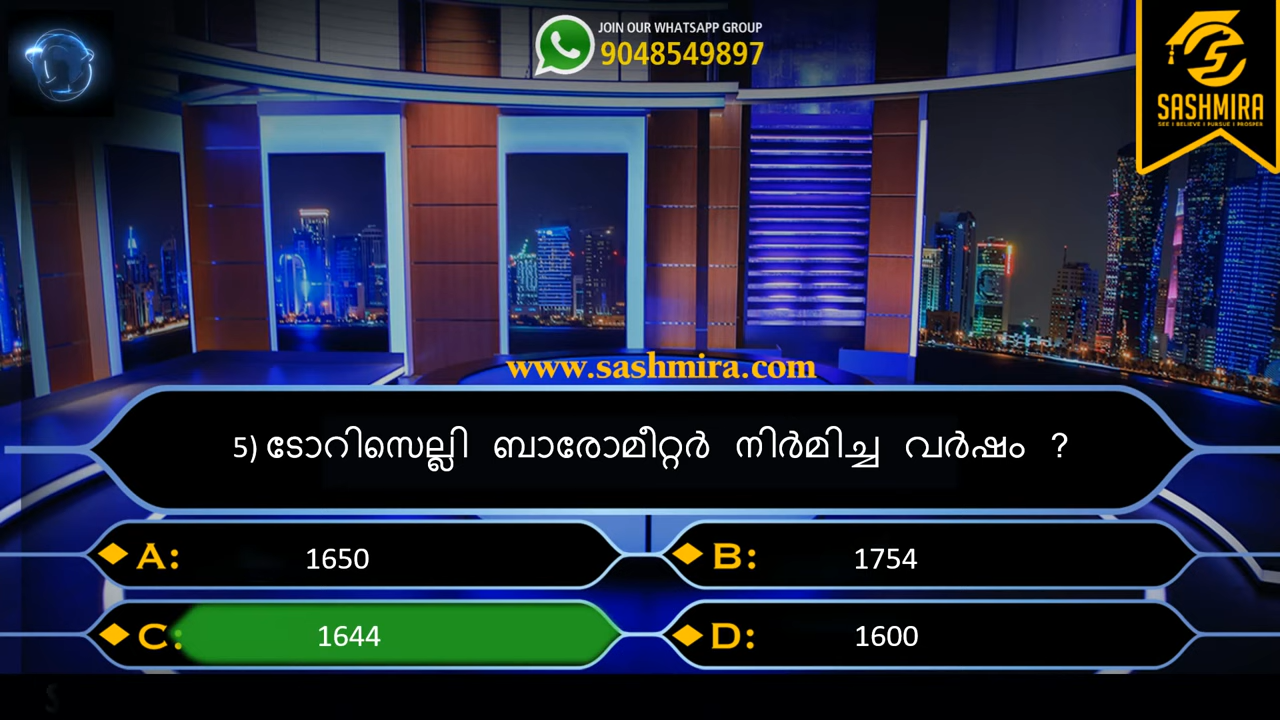 JOIN OUR WHATSAPP GROUP
9048549897
SASHMIRA
SEE I BELIEVE I PURSUE I PROSPER
www.sashmira.com
5) ടോറിസെല്ലി ബാരോമീറ്റർ നിർമിച്ച വർഷം ?
A: 1650
B: 1754
C: 1644
D: 1600